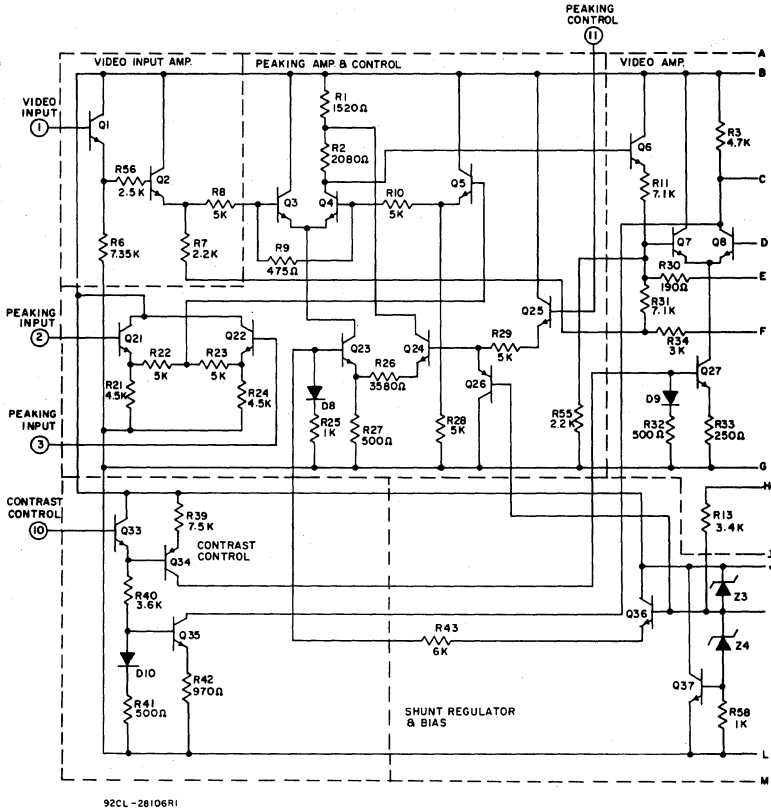 PEAKING
CONTROL
11
VIDEO INPUT AMP.
PEAKING AMP & CONTROL
VIDEO AMP.
A
B
VIDEO
INPUT
1
Q1
R56
2.5 K
Q2
R6
7.35K
R7
2.2K
R8
5K
Q3
R9
475Ω
R1
1520Ω
R2
2080Ω
Q4
R10
5K
Q5
Q6
R11
7.1K
R3
4.7K
C
Q7
Q8
D
R30
190Ω
E
R31
7.1K
F
R34
3K
PEAKING
INPUT
2
Q21
R22
5K
R23
5K
Q22
R21
4.5K
R24
4.5K
PEAKING
INPUT
3
Q23
D8
R25
1K
R26
3580Ω
R27
500Ω
Q24
R28
5K
Q26
R29
5K
Q25
R55
2.2K
Q27
D9
R32
500Ω
R33
250Ω
G
H
CONTRAST
CONTROL
10
Q33
R39
7.5K
Q34
CONTRAST
CONTROL
R40
3.6K
Q35
D10
R41
500Ω
R42
970Ω
R43
6K
Q36
R13
3.4K
Z3
Z4
Q37
R58
1K
SHUNT REGULATOR
& BIAS
L
M
92CL-28106R1